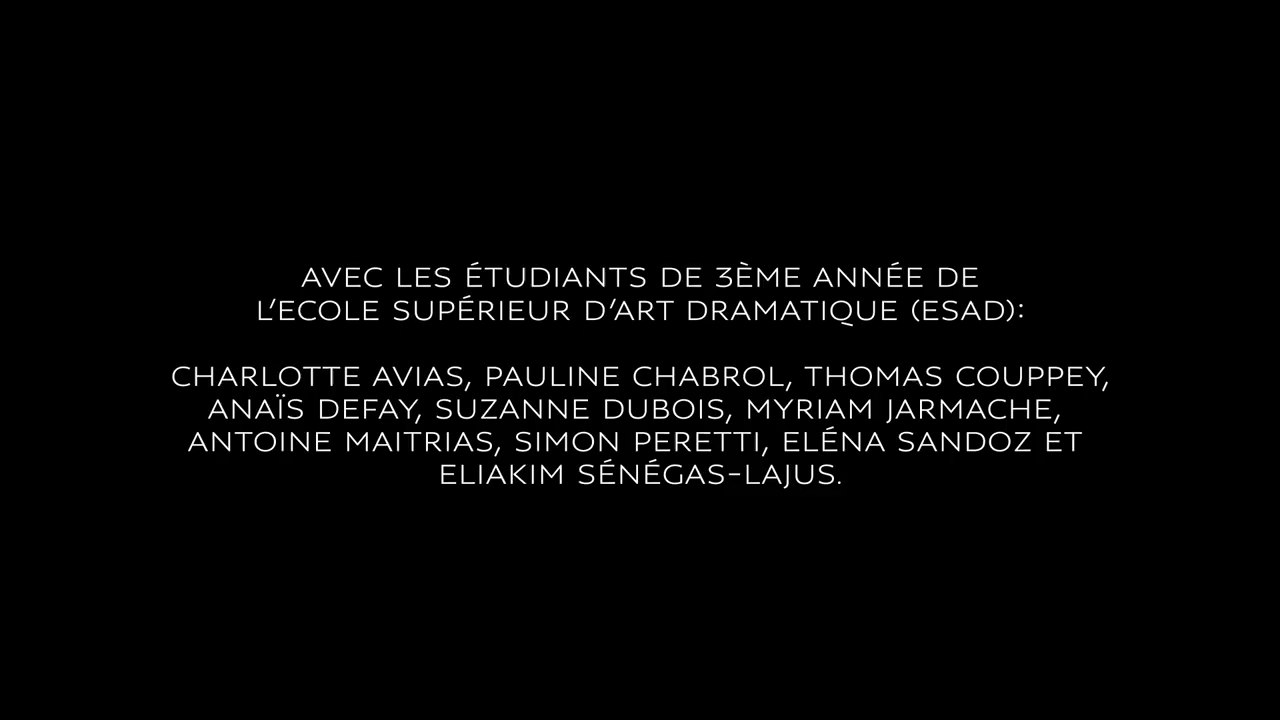 AVEC LES ÉTUDIANTS DE 3ÈME ANNÉE DE
L'ECOLE SUPÉRIEUR D'ART DRAMATIQUE (ESAD):
CHARLOTTE AVIAS, PAULINE CHABROL, THOMAS COUPPEY,
ANAÏS DEFAY, SUZANNE DUBOIS, MYRIAM JARMACHE,
ANTOINE MAITRIAS, SIMON PERETTI, ELÉNA SANDOZ ET
ELIAKIM SÉNÉGAS-LAJUS.